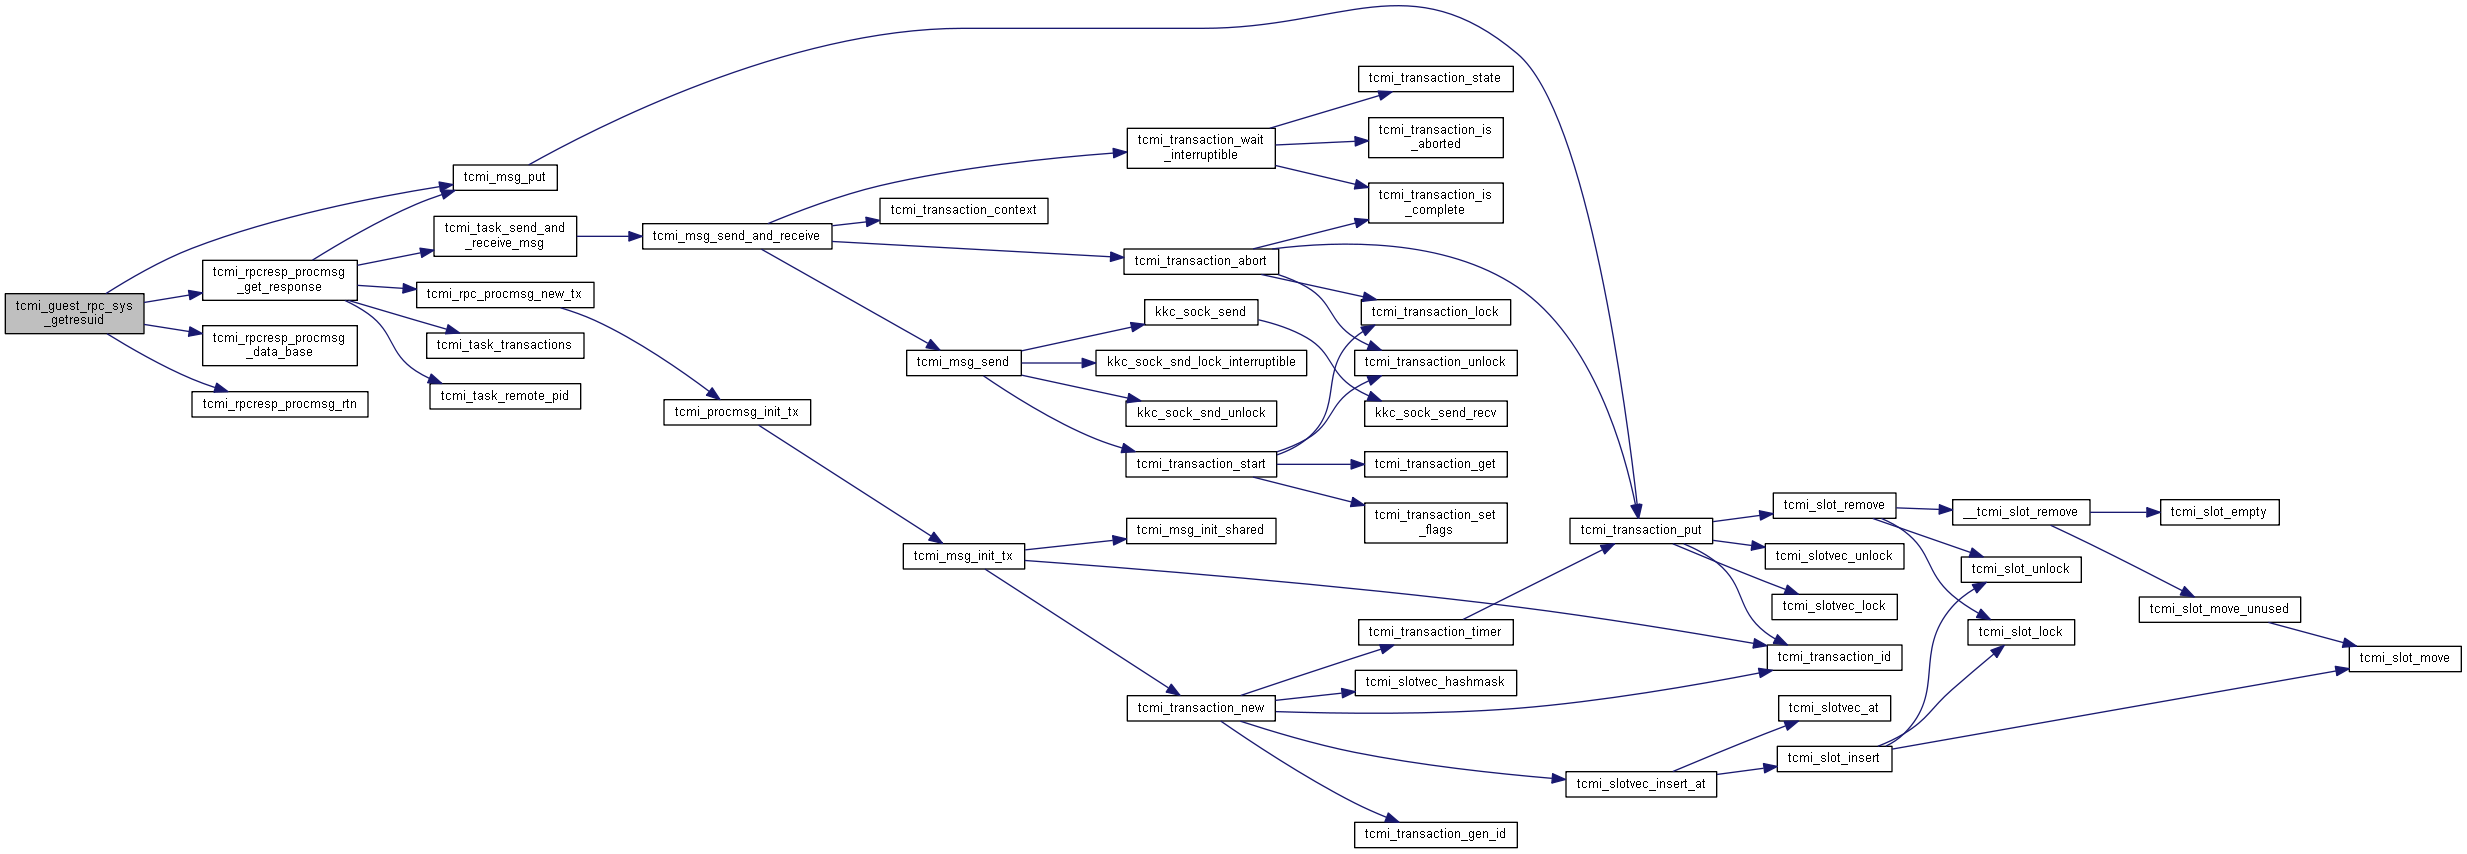 tcmi_guest_rpc_sys
_getresuid
tcmi_msg_put
tcmi_rpcresp_procmsg
_get_response
tcmi_rpcresp_procmsg
_data_base
tcmi_rpcresp_procmsg_rtn
tcmi_task_send_and
_receive_msg
tcmi_rpc_procmsg_new_tx
tcmi_task_transactions
tcmi_task_remote_pid
tcmi_msg_send_and_receive
tcmi_procmsg_init_tx
tcmi_transaction_context
tcmi_msg_send
tcmi_msg_init_tx
tcmi_transaction_wait
_interruptible
tcmi_transaction_abort
kkc_sock_send
kkc_sock_snd_lock_interruptible
kkc_sock_snd_unlock
tcmi_transaction_start
tcmi_msg_init_shared
tcmi_transaction_new
tcmi_transaction_state
tcmi_transaction_is
_aborted
tcmi_transaction_is
_complete
tcmi_transaction_lock
tcmi_transaction_unlock
kkc_sock_send_recv
tcmi_transaction_get
tcmi_transaction_set
_flags
tcmi_transaction_timer
tcmi_slotvec_hashmask
tcmi_transaction_gen_id
tcmi_transaction_put
tcmi_slotvec_insert_at
tcmi_slot_remove
tcmi_slotvec_unlock
tcmi_slotvec_lock
tcmi_transaction_id
tcmi_slotvec_at
tcmi_slot_insert
__tcmi_slot_remove
tcmi_slot_unlock
tcmi_slot_lock
tcmi_slot_empty
tcmi_slot_move_unused
tcmi_slot_move